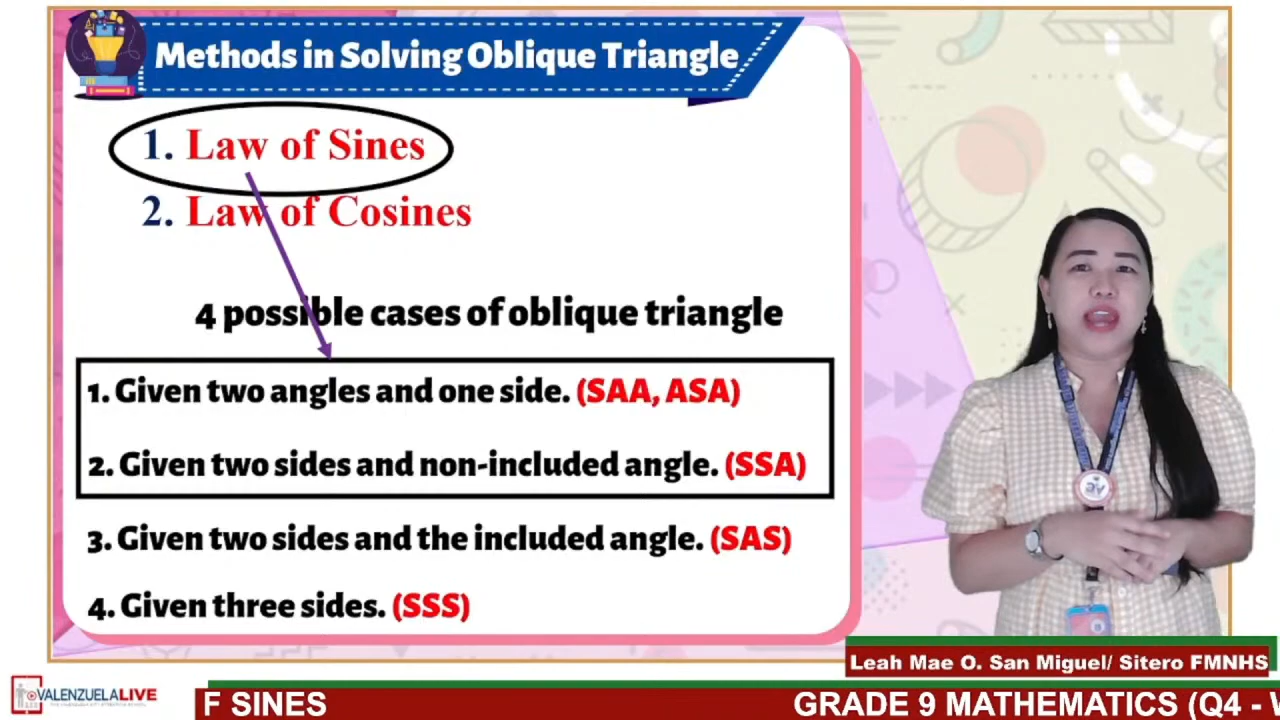 Methods in Solving Oblique Triangle
1. Law of Sines
2. Law of Cosines
4 possible cases of oblique triangle
1. Given two angles and one side. (SAA, ASA)
2. Given two sides and non-included angle. (SSA)
3. Given two sides and the included angle. (SAS)
4. Given three sides. (SSS)
Leah Mae O. San Miguel/ Sitero FMNHS
VALENZUELALIVE
F SINES GRADE 9 MATHEMATICS (Q4 - W